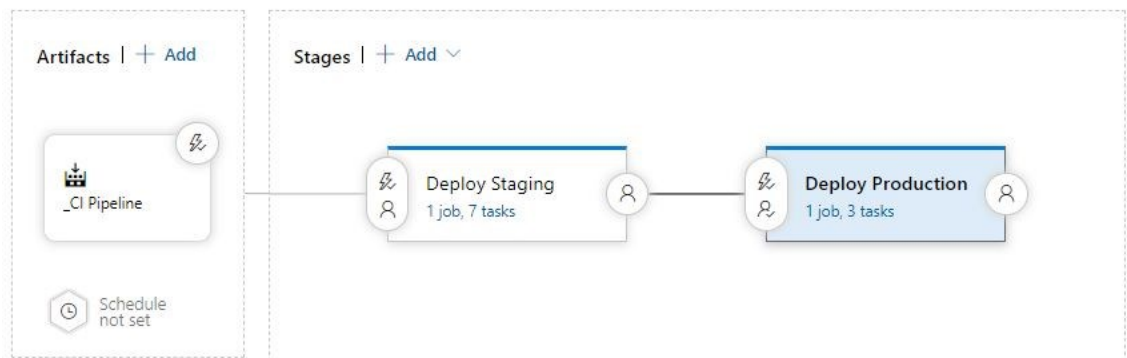 Artifacts | + Add
_CI Pipeline
Schedule
not set
Stages | + Add
Deploy Staging
1 job, 7 tasks
Deploy Production
1 job, 3 tasks